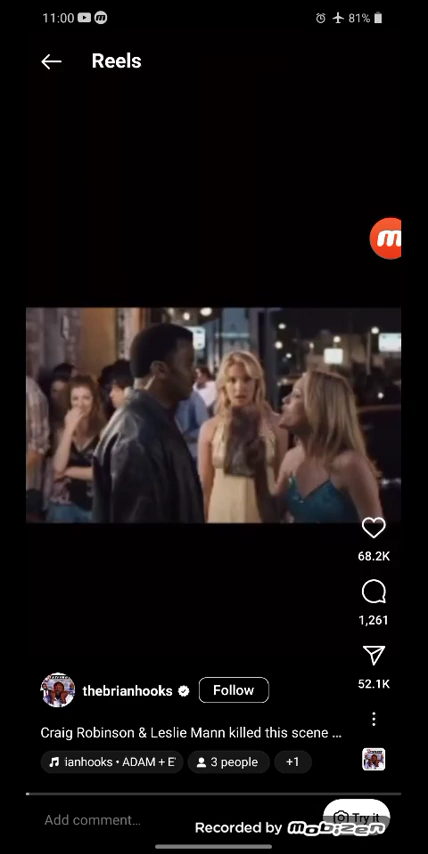 11:00
81%
Reels
68.2K
1,261
52.1K
thebrianhooks
Follow
Craig Robinson & Leslie Mann killed this scene ...
ianhooks • ADAM + E
3 people
+1
Add comment...
Try it
Recorded by Mobizen